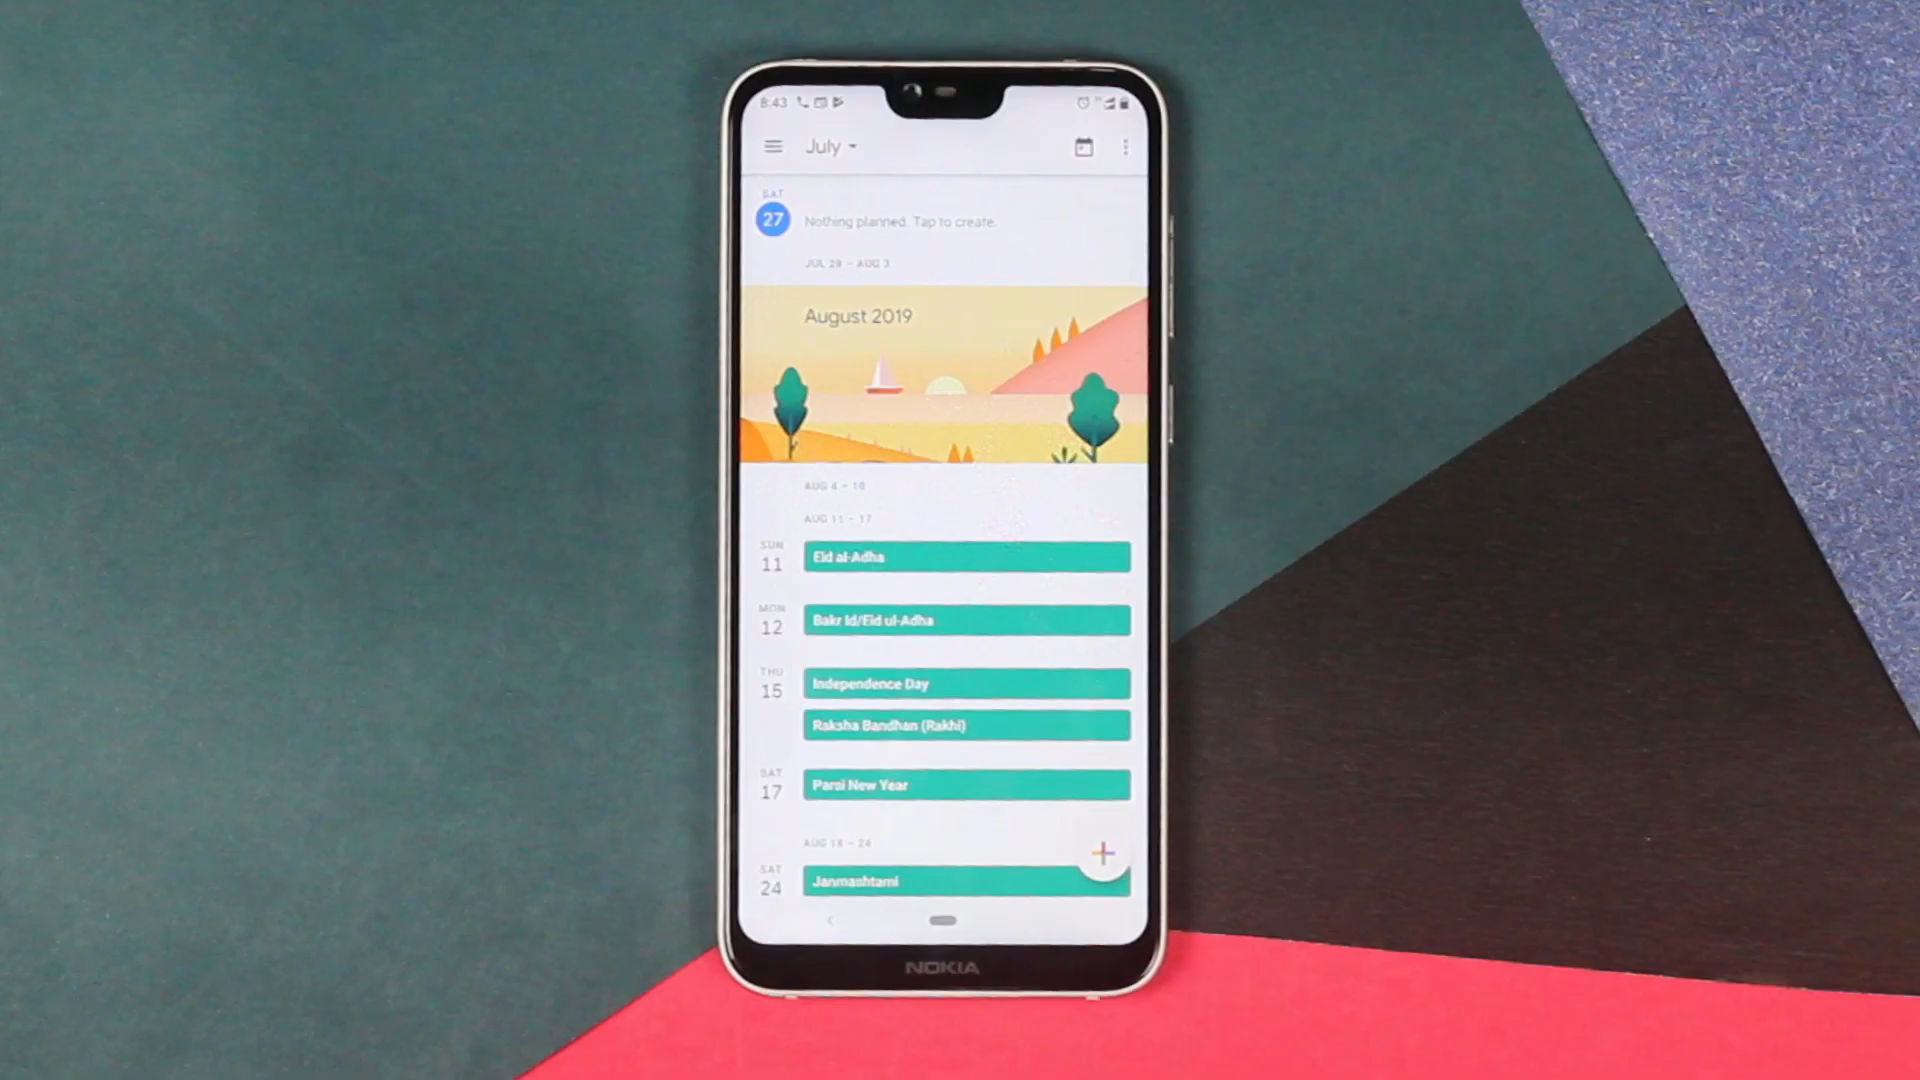 8:43
July
SAT
27
Nothing planned. Tap to create.
JUL 29 – AUG 3
August 2019
AUG 4 – 10
AUG 11 – 17
SUN
11
Eid al-Adha
MON
12
Bakr Id/Eid ul-Adha
THU
15
Independence Day
Raksha Bandhan (Rakhi)
SAT
17
Parsi New Year
AUG 18 – 24
SAT
24
Janmashtami
NOKIA